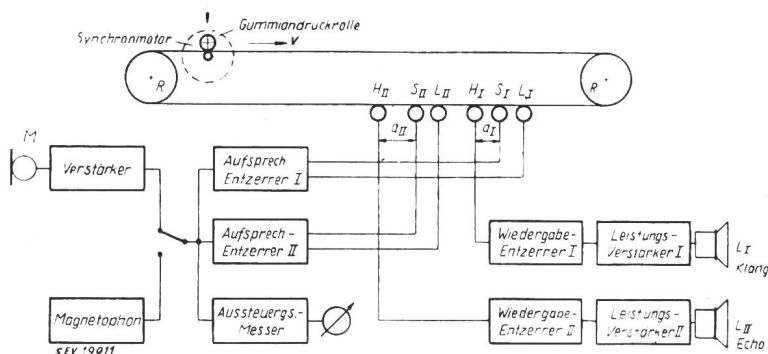 Gummiandruckrolle
Synchronmotor
v
R
R
H_II S_II L_II H_I S_I L_I
a_II
a_I
M
Verstärker
Aufsprech
Entzerrer I
Aufsprech-
Entzerrer II
Wiedergabe-
Entzerrer I
Leistungs-
Verstärker I
L_I
Klang
Magnetophon
Aussteuergs.-
Messer
Wiedergabe-
Entzerrer II
Leistungs-
Verstärker II
L_II
Echo
SEV 19911